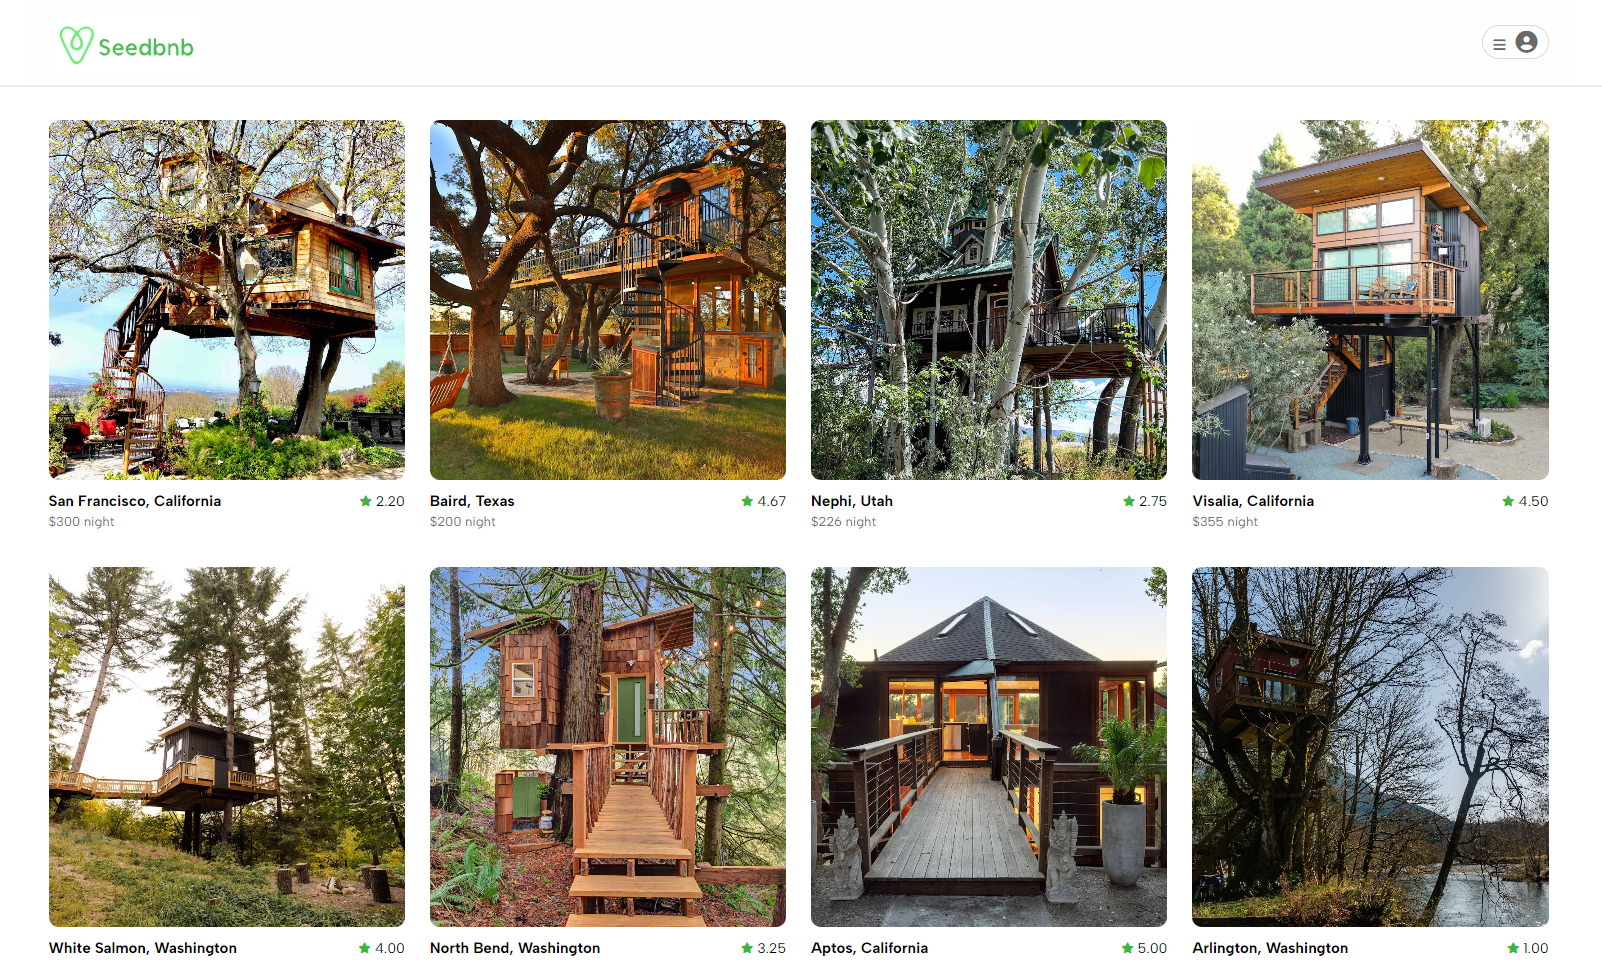 Seedbnb
San Francisco, California 2.20
$300 night
Baird, Texas 4.67
$200 night
Nephi, Utah 2.75
$226 night
Visalia, California 4.50
$355 night
White Salmon, Washington 4.00
North Bend, Washington 3.25
Aptos, California 5.00
Arlington, Washington 1.00